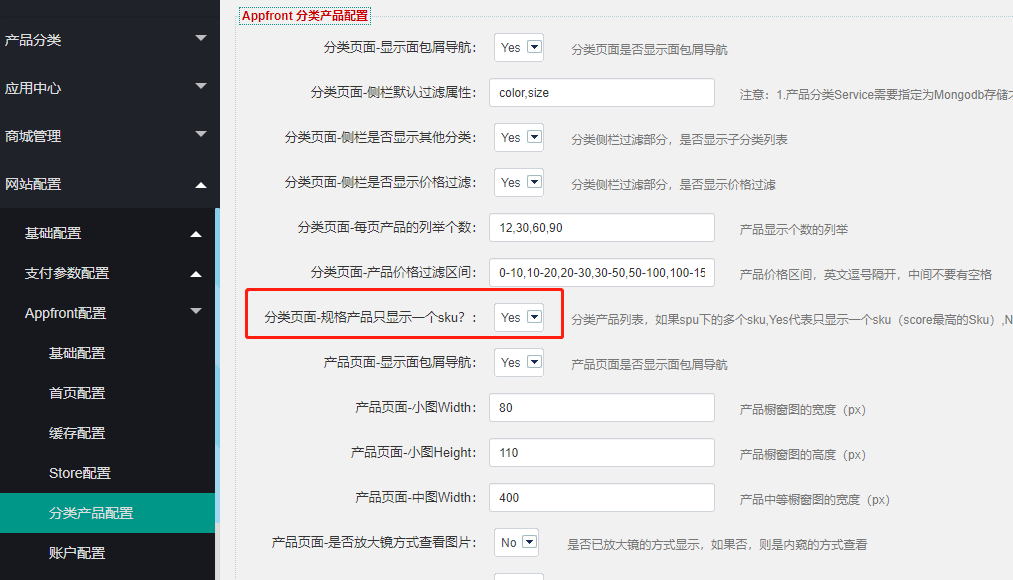 Appfront 分类产品配置
产品分类
应用中心
商城管理
网站配置
基础配置
支付参数配置
Appfront配置
基础配置
首页配置
缓存配置
Store配置
分类产品配置
账户配置
分类页面-显示面包屑导航： Yes 分类页面是否显示面包屑导航
分类页面-侧栏默认过滤属性： color,size 注意：1.产品分类Service需要指定为Mongodb存储
分类页面-侧栏是否显示其他分类： Yes 分类侧栏过滤部分，是否显示子分类列表
分类页面-侧栏是否显示价格过滤： Yes 分类侧栏过滤部分，是否显示价格过滤
分类页面-每页产品的列举个数： 12,30,60,90 产品显示个数的列举
分类页面-产品价格过滤区间： 0-10,10-20,20-30,30-50,50-100,100-15 产品价格区间，英文逗号隔开，中间不要有空格
分类页面-规格产品只显示一个sku？： Yes 分类产品列表，如果spu下的多个sku,Yes代表只显示一个sku（score最高的Sku）,N
产品页面-显示面包屑导航： Yes 产品页面是否显示面包屑导航
产品页面-小图Width： 80 产品橱窗图的宽度（px）
产品页面-小图Height： 110 产品橱窗图的高度（px）
产品页面-中图Width： 400 产品中等橱窗图的宽度（px）
产品页面-是否放大镜方式查看图片： No 是否已放大镜的方式显示，如果否，则是内窥的方式查看